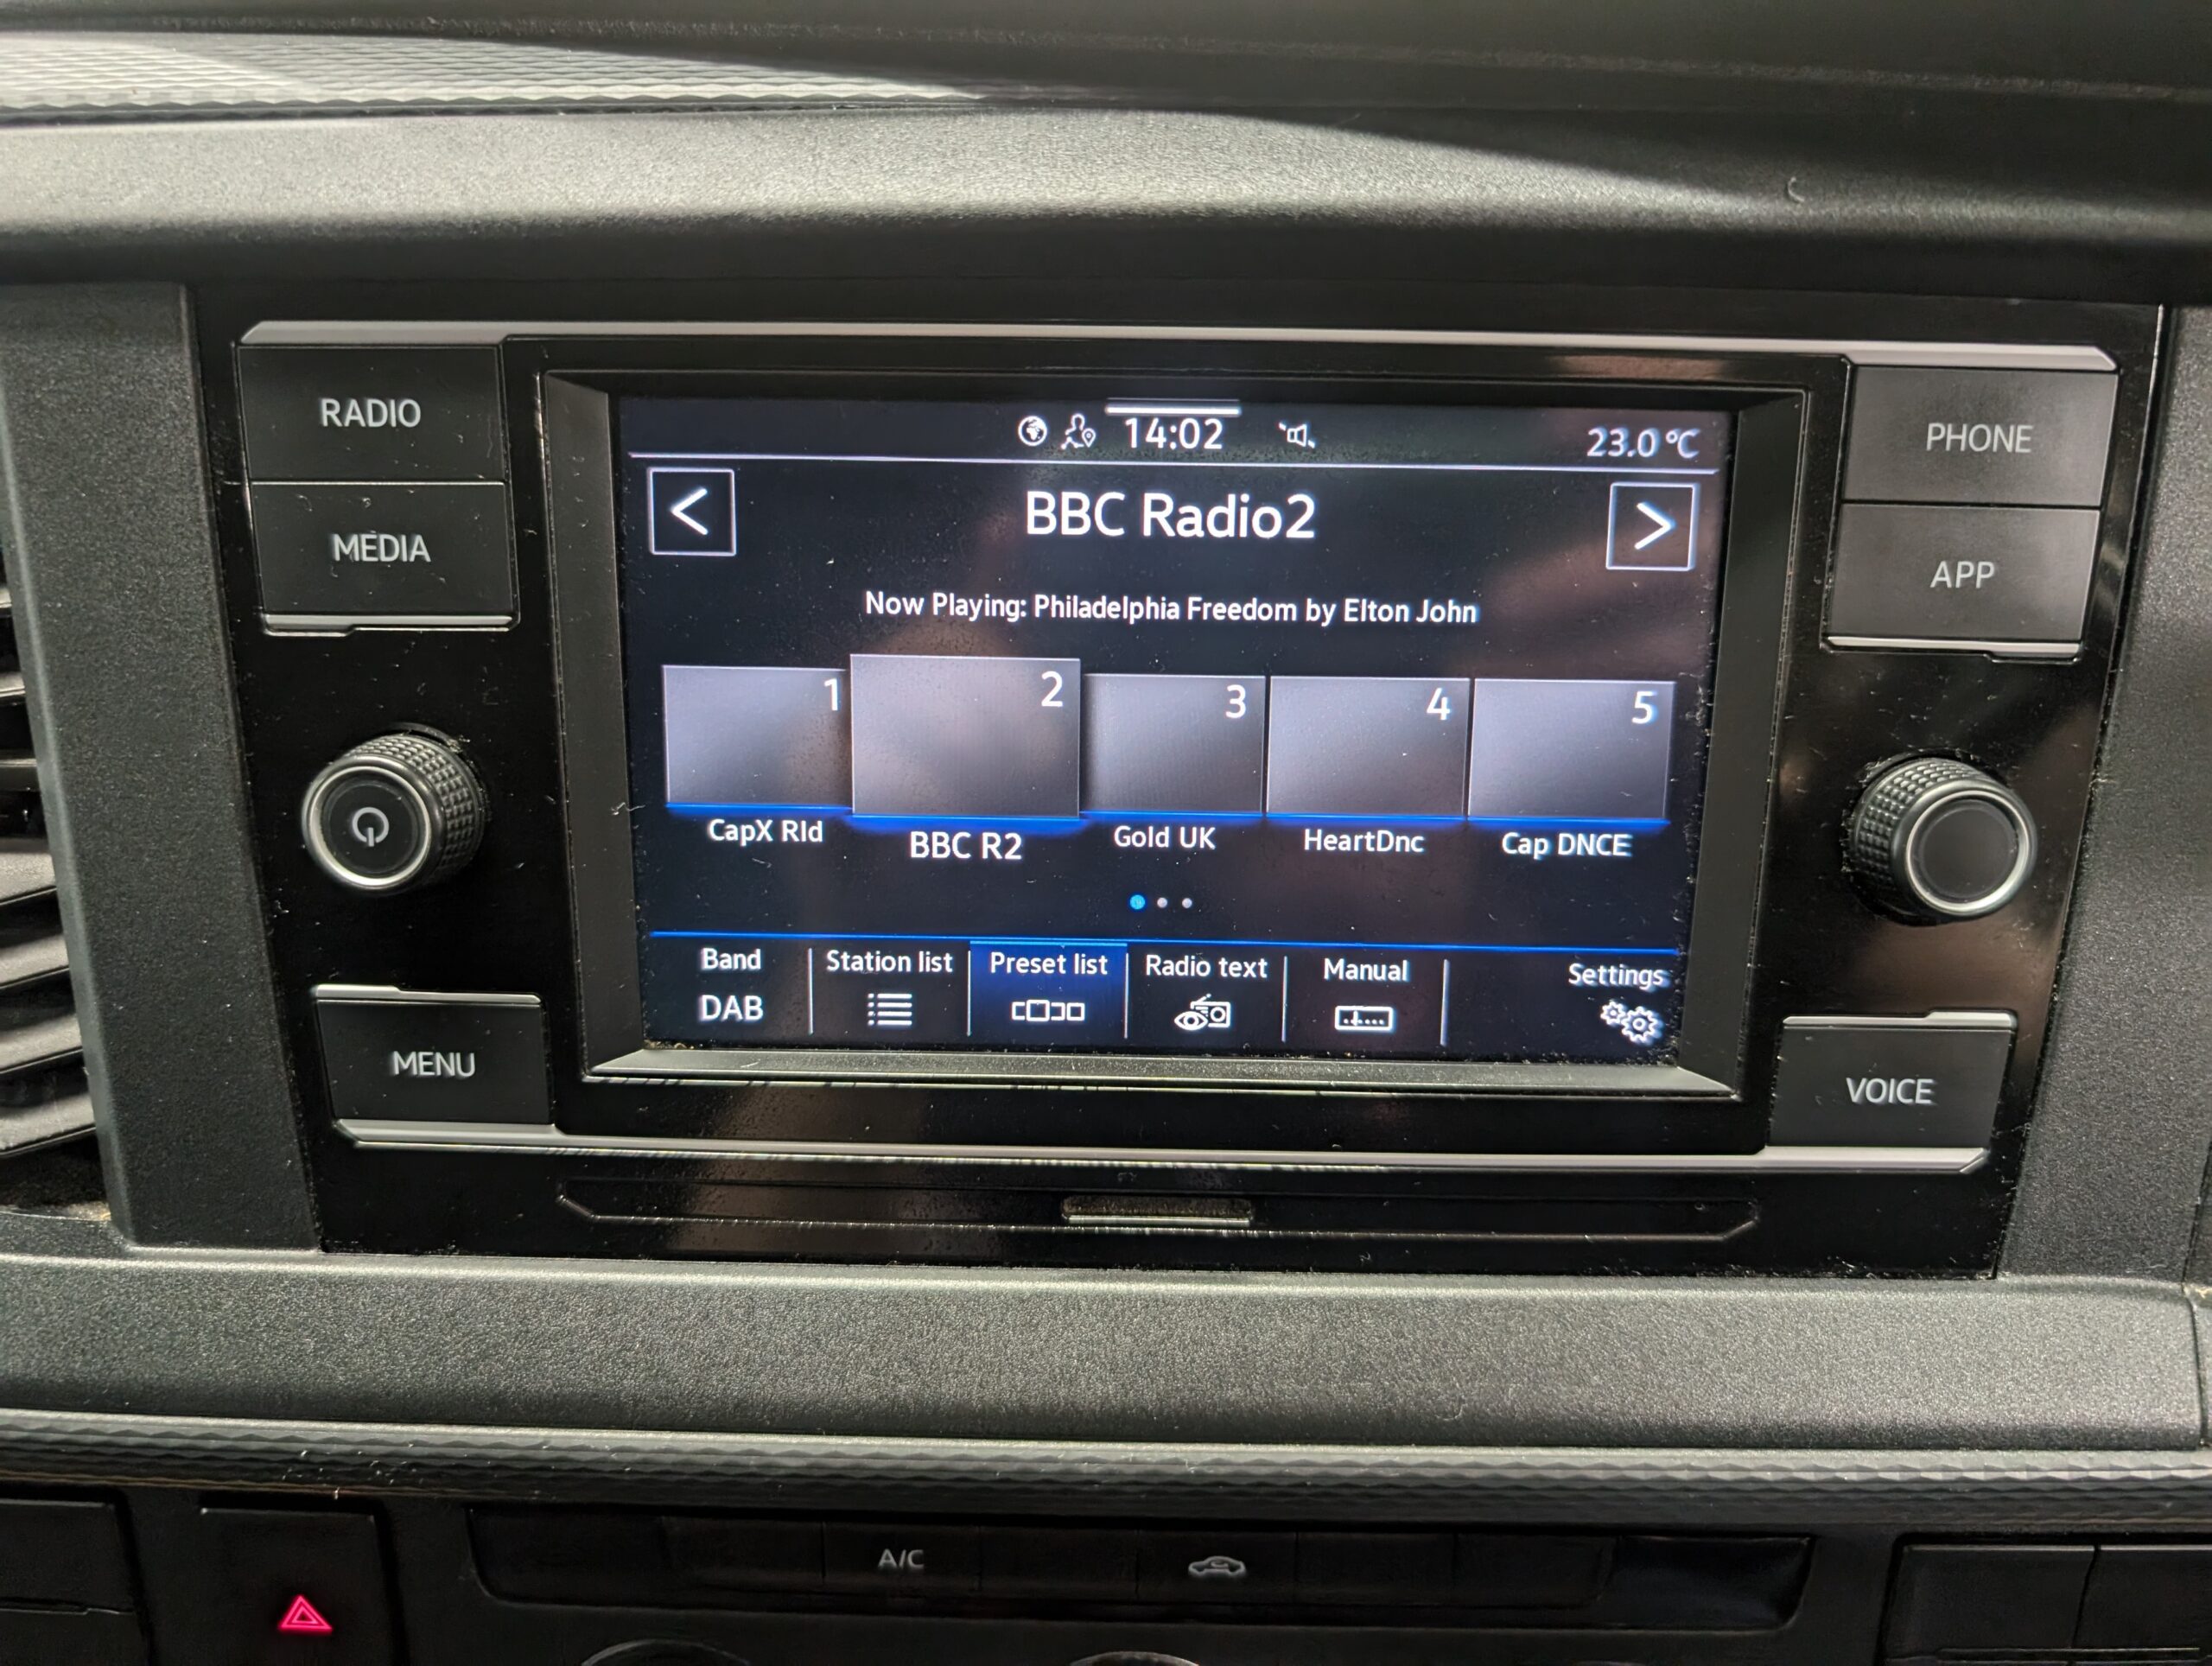 RADIO
MEDIA
MENU
14:02
23.0 °C
<
BBC Radio2
>
Now Playing: Philadelphia Freedom by Elton John
1
2
3
4
5
CapX Rld
BBC R2
Gold UK
HeartDnc
Cap DNCE
Band
DAB
Station list
Preset list
Radio text
Manual
Settings
PHONE
APP
VOICE
A/C